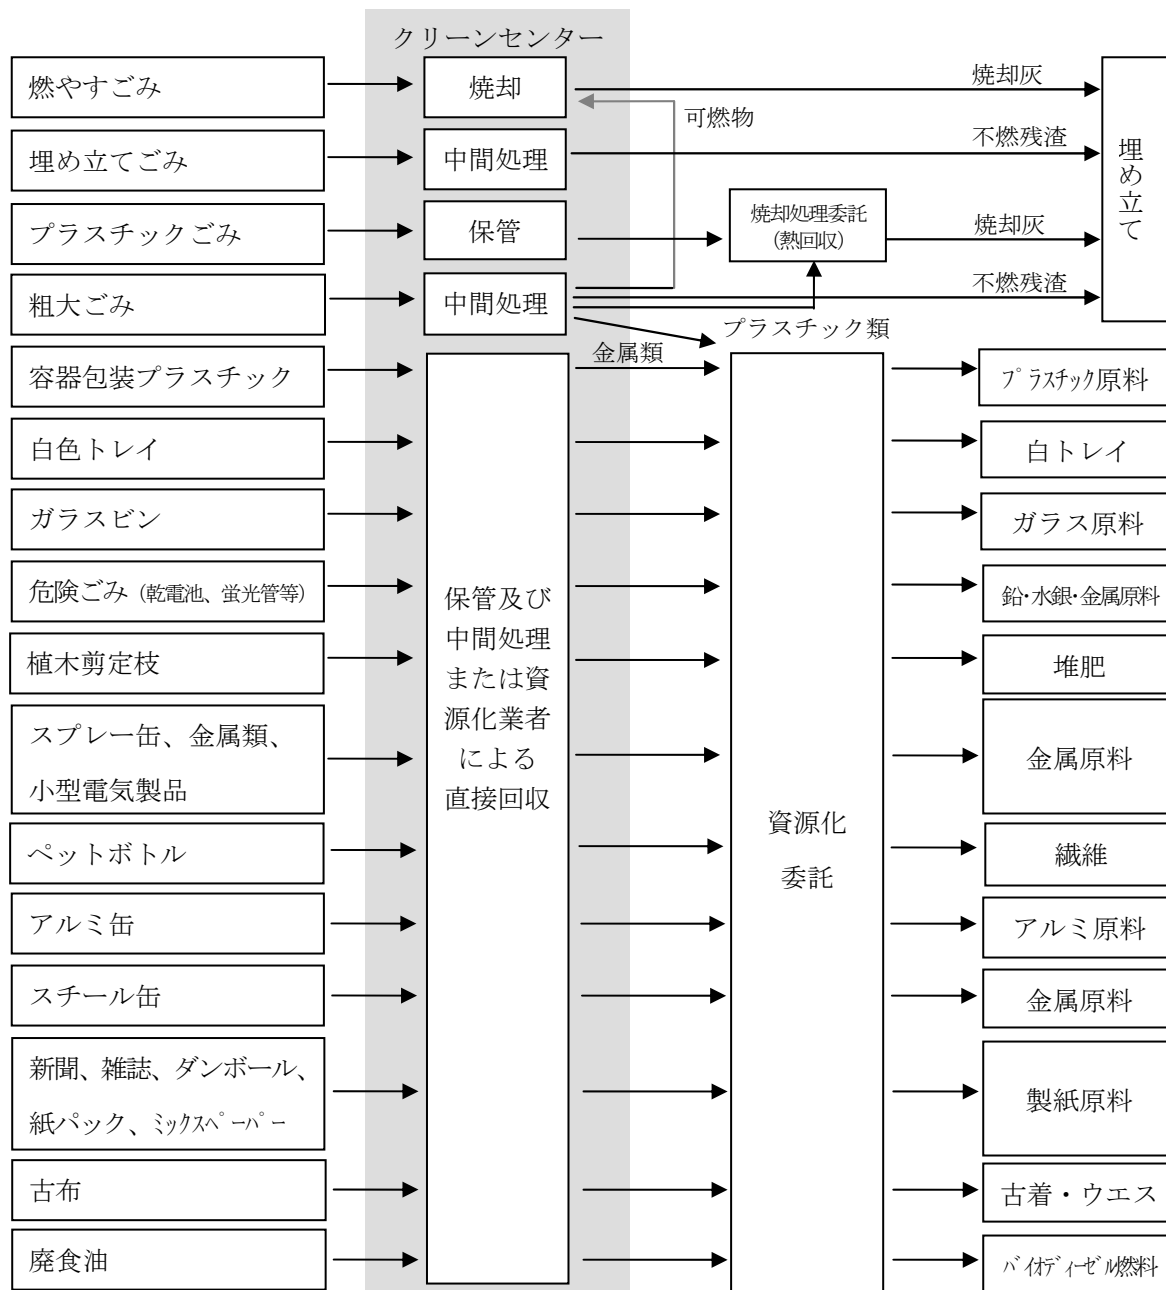 クリーンセンター
燃やすごみ
焼却
焼却灰
可燃物
埋め立てごみ
中間処理
不燃残渣
埋め立て
プラスチックごみ
保管
焼却処理委託
(熱回収)
焼却灰
粗大ごみ
中間処理
不燃残渣
プラスチック類
金属類
容器包装プラスチック
プラスチック原料
白色トレイ
白トレイ
ガラスビン
ガラス原料
危険ごみ(乾電池、蛍光管等)
鉛・水銀・金属原料
保管及び
中間処理
または資
源化業者
による
直接回収
植木剪定枝
堆肥
スプレー缶、金属類、
小型電気製品
金属原料
資源化
委託
ペットボトル
繊維
アルミ缶
アルミ原料
スチール缶
金属原料
新聞、雑誌、ダンボール、
紙パック、ミックスペーパー
製紙原料
古布
古着・ウエス
廃食油
バイオディーゼル燃料